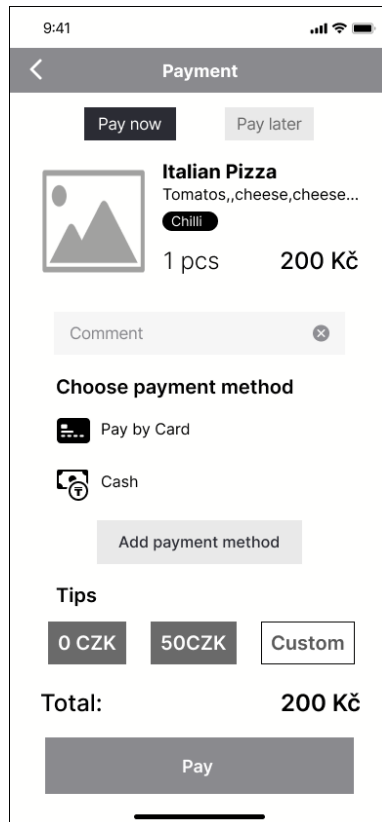 9:41
Payment
Pay now Pay later
Italian Pizza
Tomatos,,cheese,cheese...
Chilli
1 pcs 200 Kč
Comment
Choose payment method
Pay by Card
Cash
Add payment method
Tips
0 CZK 50CZK Custom
Total: 200 Kč
Pay